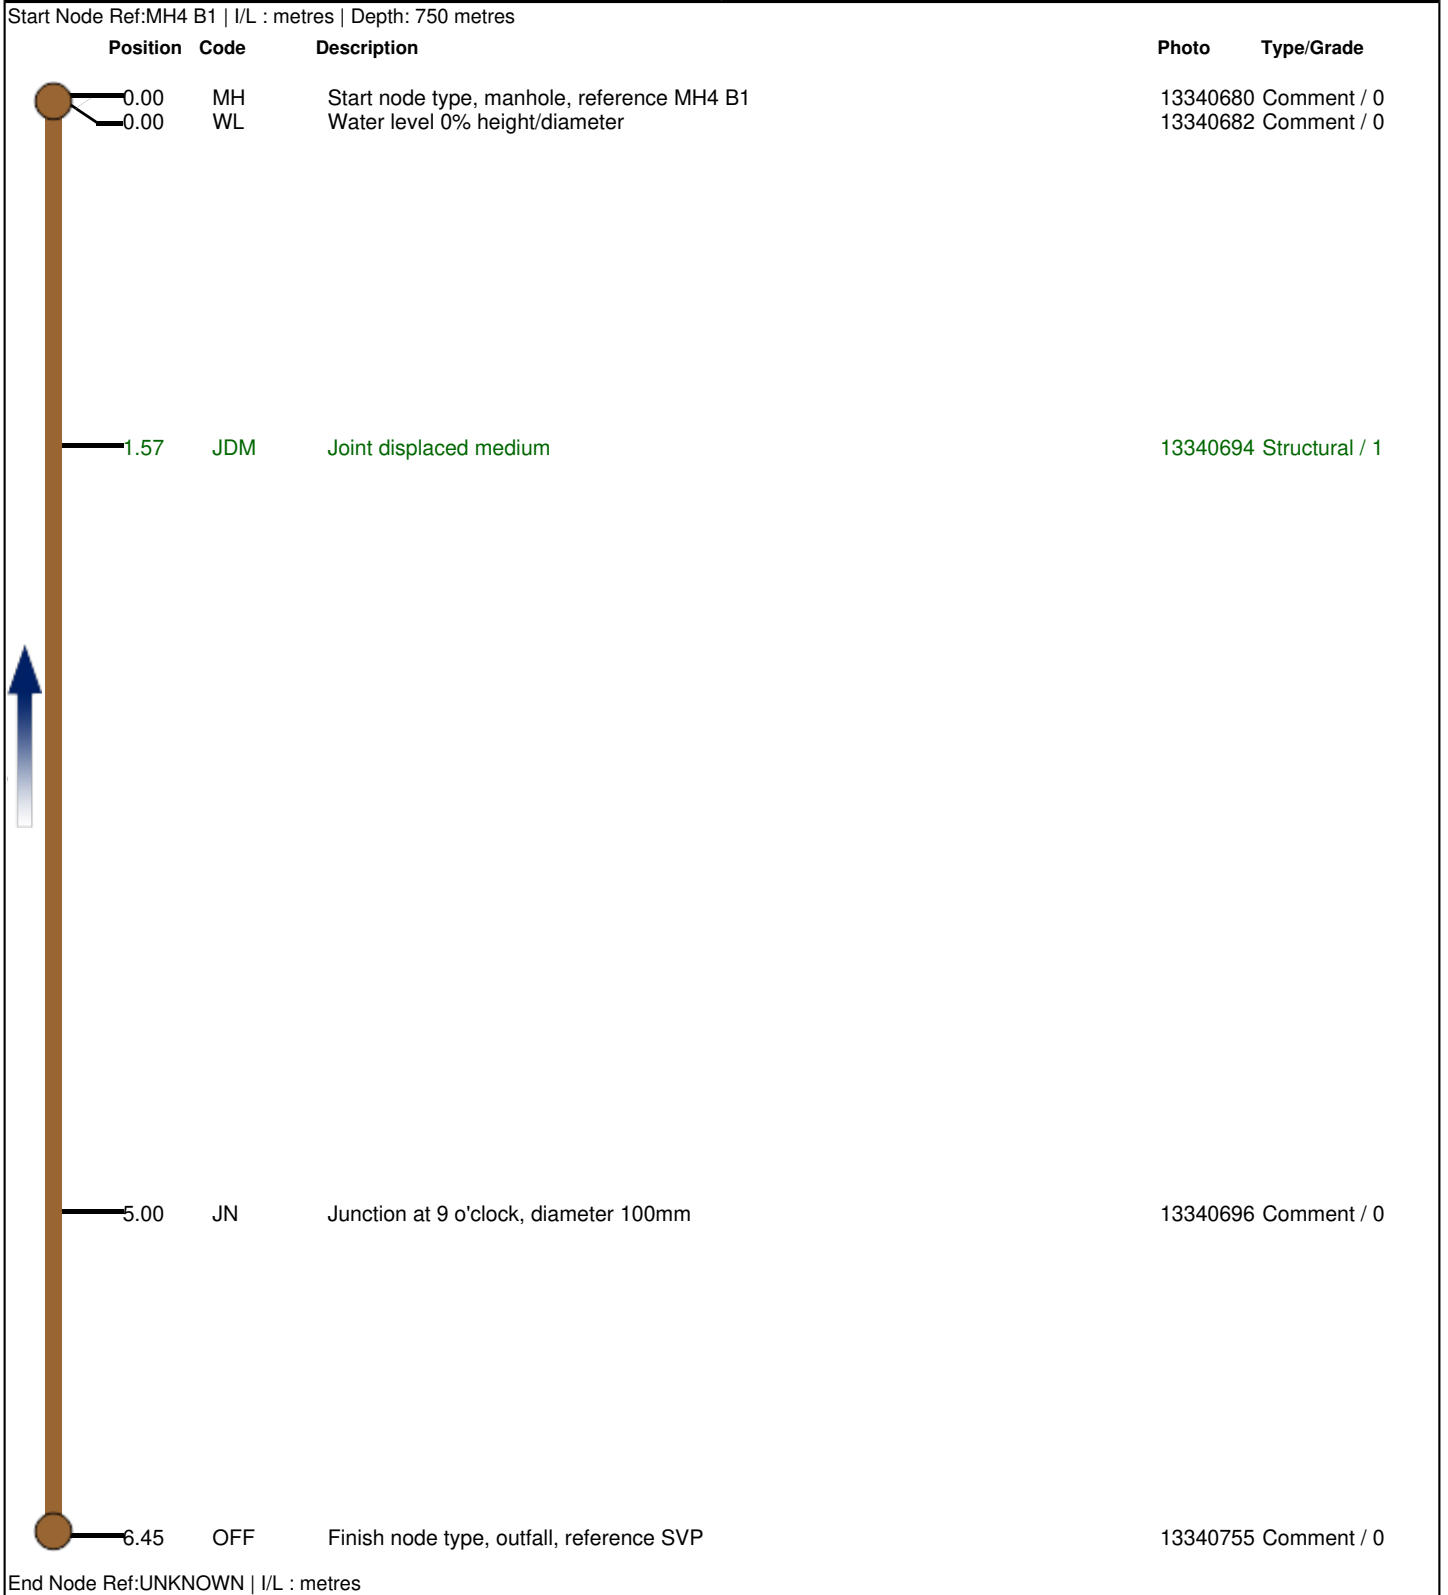 Start Node Ref:MH4 B1 | I/L : metres | Depth: 750 metres
Position Code Description Photo Type/Grade
0.00 MH Start node type, manhole, reference MH4 B1 13340680 Comment / 0
0.00 WL Water level 0% height/diameter 13340682 Comment / 0
1.57 JDM Joint displaced medium 13340694 Structural / 1
5.00 JN Junction at 9 o'clock, diameter 100mm 13340696 Comment / 0
6.45 OFF Finish node type, outfall, reference SVP 13340755 Comment / 0
End Node Ref:UNKNOWN | I/L : metres